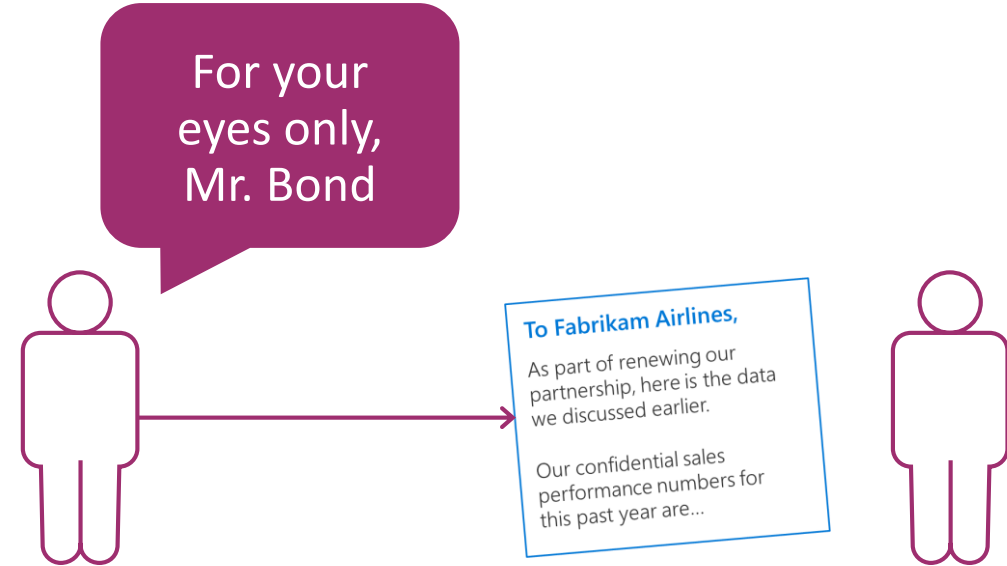 For your
eyes only,
Mr. Bond
To Fabrikam Airlines,
As part of renewing our
partnership, here is the data
we discussed earlier.
Our confidential sales
performance numbers for
this past year are...